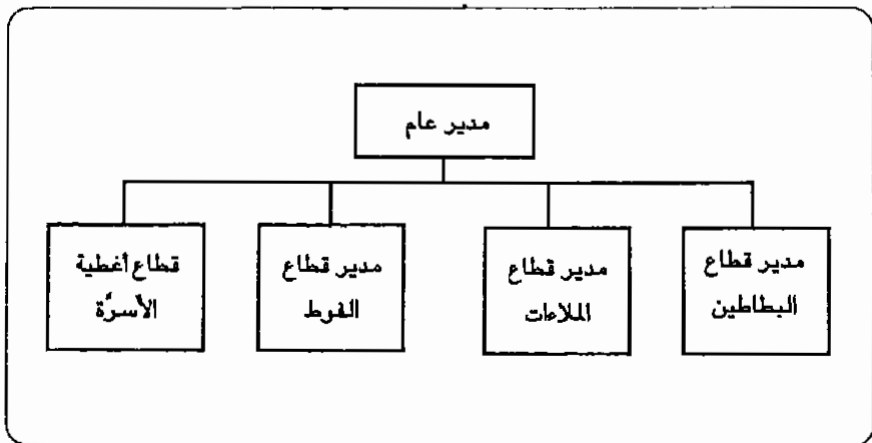 مدير عام
مدير قطاع
البطاطين
مدير قطاع
الملاءات
مدير قطاع
الفوط
قطاع أغطية
الأسرَّة